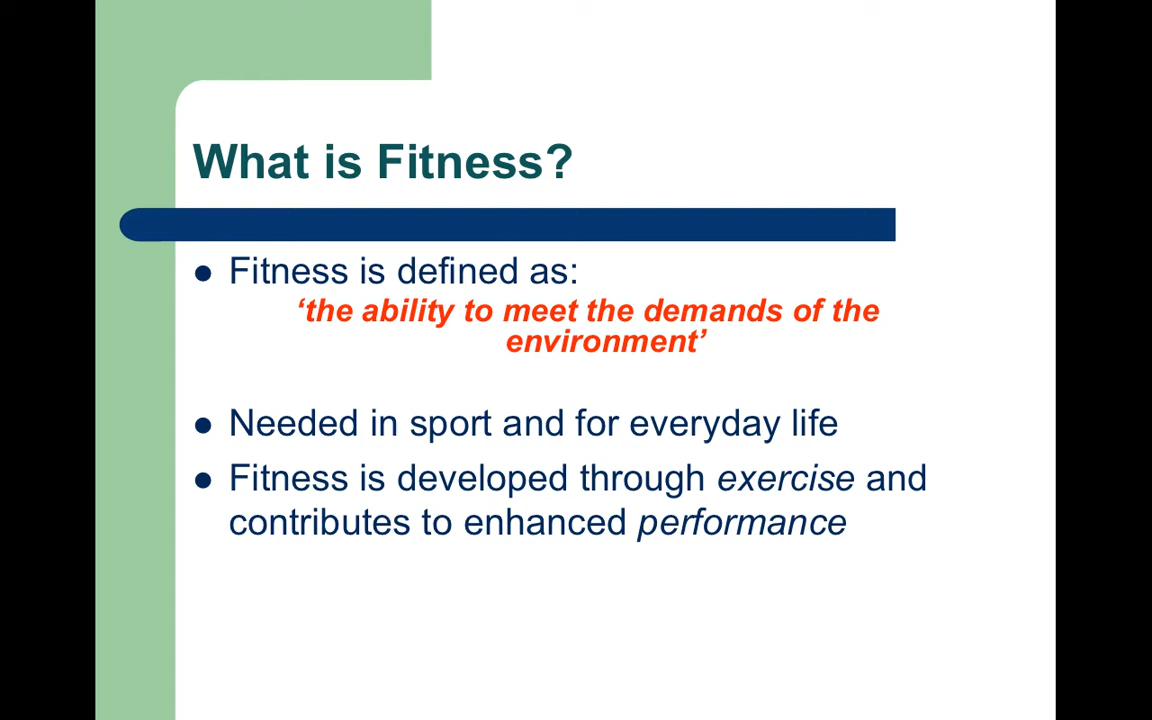 What is Fitness?
Fitness is defined as:
‘the ability to meet the demands of the
environment’
Needed in sport and for everyday life
Fitness is developed through exercise and
contributes to enhanced performance